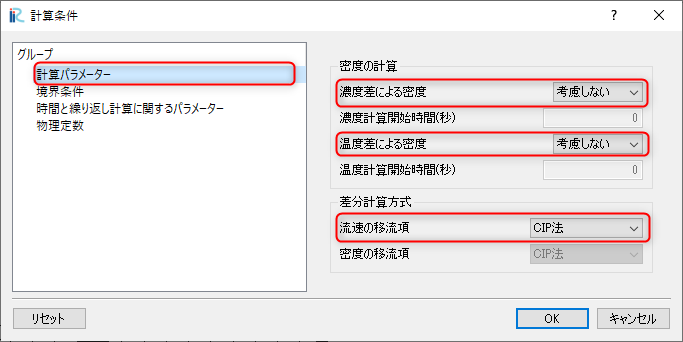 計算条件
グループ
計算パラメーター
境界条件
時間と繰り返し計算に関するパラメーター
物理定数
密度の計算
濃度差による密度 考慮しない
濃度計算開始時間(秒) 0
温度差による密度 考慮しない
温度計算開始時間(秒) 0
差分計算方式
流速の移流項 CIP法
密度の移流項 CIP法
リセット OK キャンセル